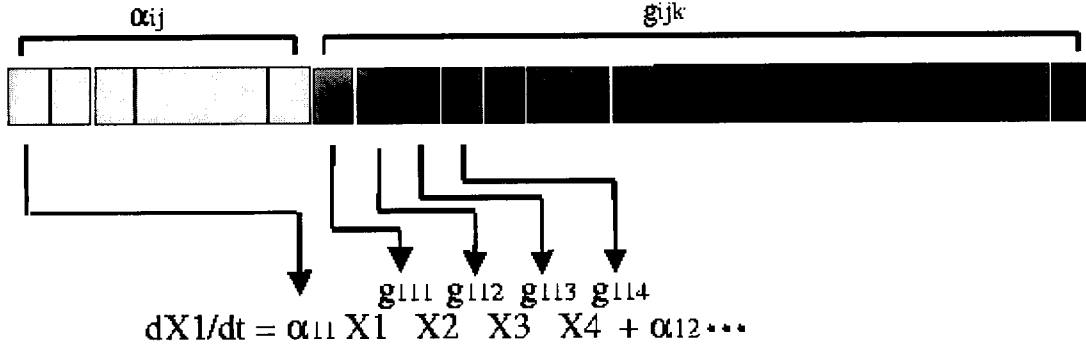 αij gijk
g111 g112 g113 g114
dX1/dt = α11 X1 X2 X3 X4 + α12 •••